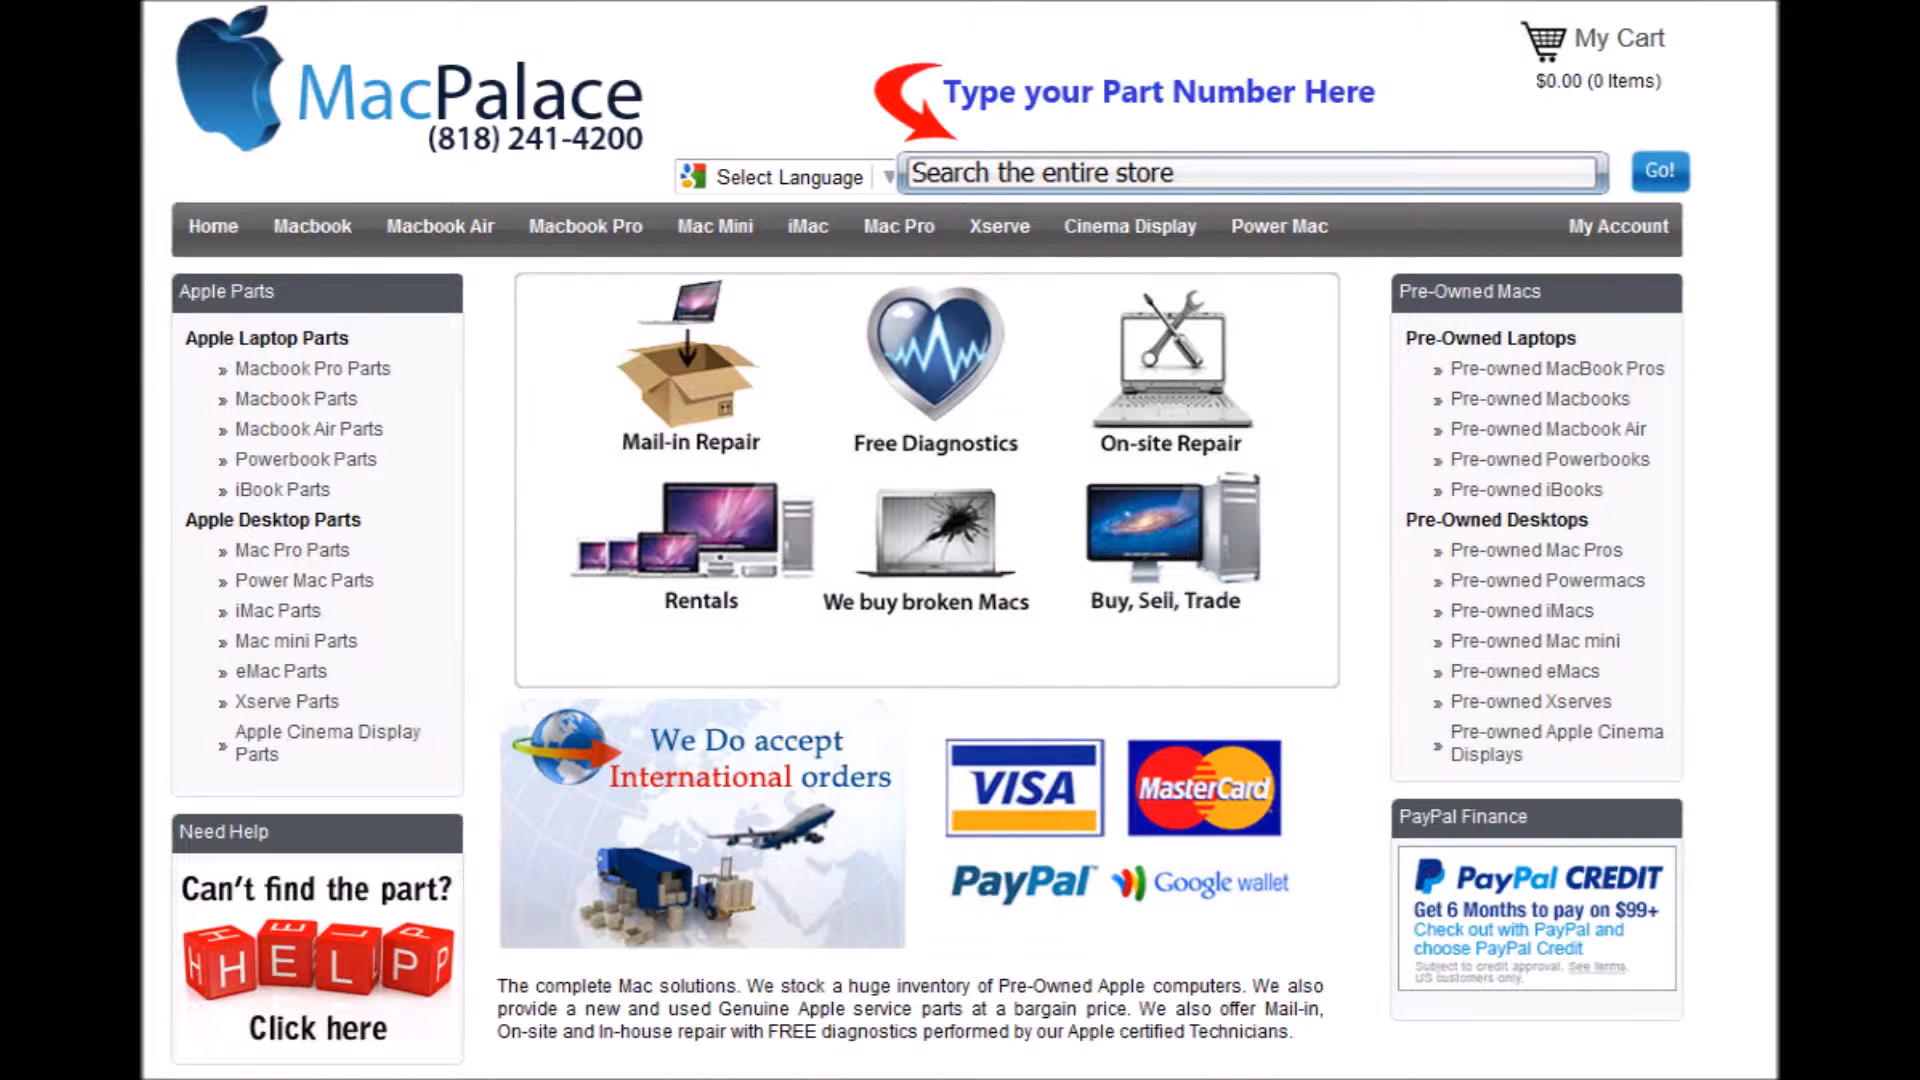 MacPalace
(818) 241-4200
Type your Part Number Here
My Cart
$0.00 (0 Items)
Select Language
Search the entire store
Go!
Home Macbook Macbook Air Macbook Pro Mac Mini iMac Mac Pro Xserve Cinema Display Power Mac My Account
Apple Parts
Apple Laptop Parts
» Macbook Pro Parts
» Macbook Parts
» Macbook Air Parts
» Powerbook Parts
» iBook Parts
Apple Desktop Parts
» Mac Pro Parts
» Power Mac Parts
» iMac Parts
» Mac mini Parts
» eMac Parts
» Xserve Parts
» Apple Cinema Display
Parts
Need Help
Can't find the part?
HELP
Click here
Mail-in Repair
Free Diagnostics
On-site Repair
Rentals
We buy broken Macs
Buy, Sell, Trade
We Do accept
International orders
VISA
MasterCard
PayPal
Google wallet
The complete Mac solutions. We stock a huge inventory of Pre-Owned Apple computers. We also
provide a new and used Genuine Apple service parts at a bargain price. We also offer Mail-in,
On-site and In-house repair with FREE diagnostics performed by our Apple certified Technicians.
Pre-Owned Macs
Pre-Owned Laptops
» Pre-owned MacBook Pros
» Pre-owned Macbooks
» Pre-owned Macbook Air
» Pre-owned Powerbooks
» Pre-owned iBooks
Pre-Owned Desktops
» Pre-owned Mac Pros
» Pre-owned Powermacs
» Pre-owned iMacs
» Pre-owned Mac mini
» Pre-owned eMacs
» Pre-owned Xserves
» Pre-owned Apple Cinema
Displays
PayPal Finance
PayPal CREDIT
Get 6 Months to pay on $99+
Check out with PayPal and
choose PayPal Credit
Subject to credit approval. See terms.
US customers only.